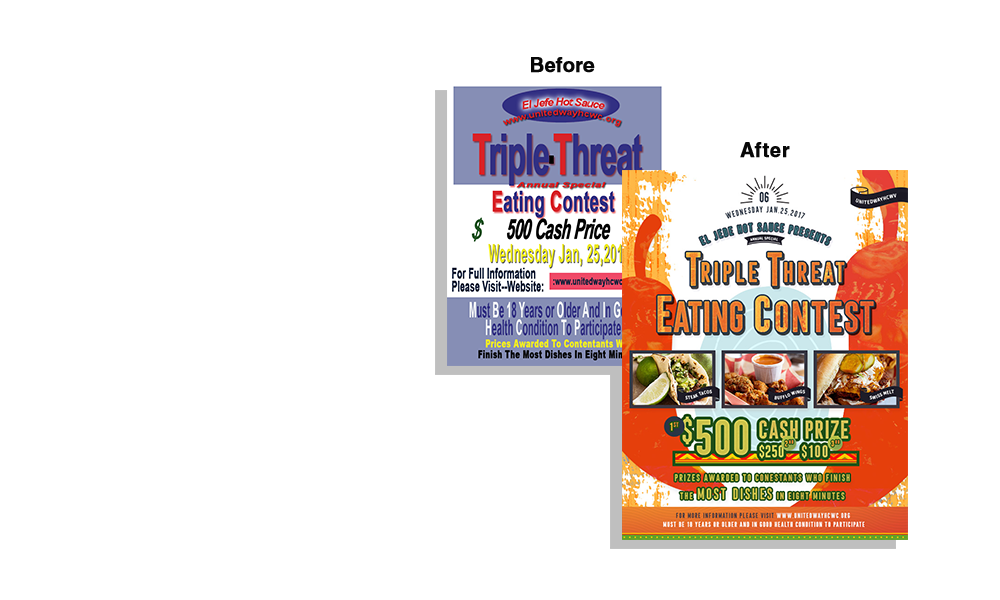 Before
El Jefe Hot Sauce
www.unitedwayhcwc.org
Triple-Threat
Annual Special
Eating Contest
$ 500 Cash Price
Wednesday Jan, 25,201
For Full Information
Please Visit--Website:
:www.unitedwayhcwc
Must Be 18 Years or Older And In G
Health Condition To Participate
Prices Awarded To Contentants W
Finish The Most Dishes In Eight Min
After
06
WEDNESDAY JAN.25,2017
UNITEDWAYHCWV
EL JEDE HOT SAUCE PRESENTS
ANNUAL SPECIAL
TRIPLE THREAT
EATING CONTEST
STEAK TACOS
BUFFLO WINGS
SWISS MELT
1ST $500 CASH PRIZE
$250 2ND $100 3RD
PRIZES AWARDED TO CONESTANTS WHO FINISH
THE MOST DISHES IN EIGHT MINUTES
FOR MORE INFORMATION PLEASE VISIT WWW.UNITEDWAYHCWC.ORG
MUST BE 18 YEARS OR OLDER AND IN GOOD HEALTH CONDITION TO PARTICIPATE